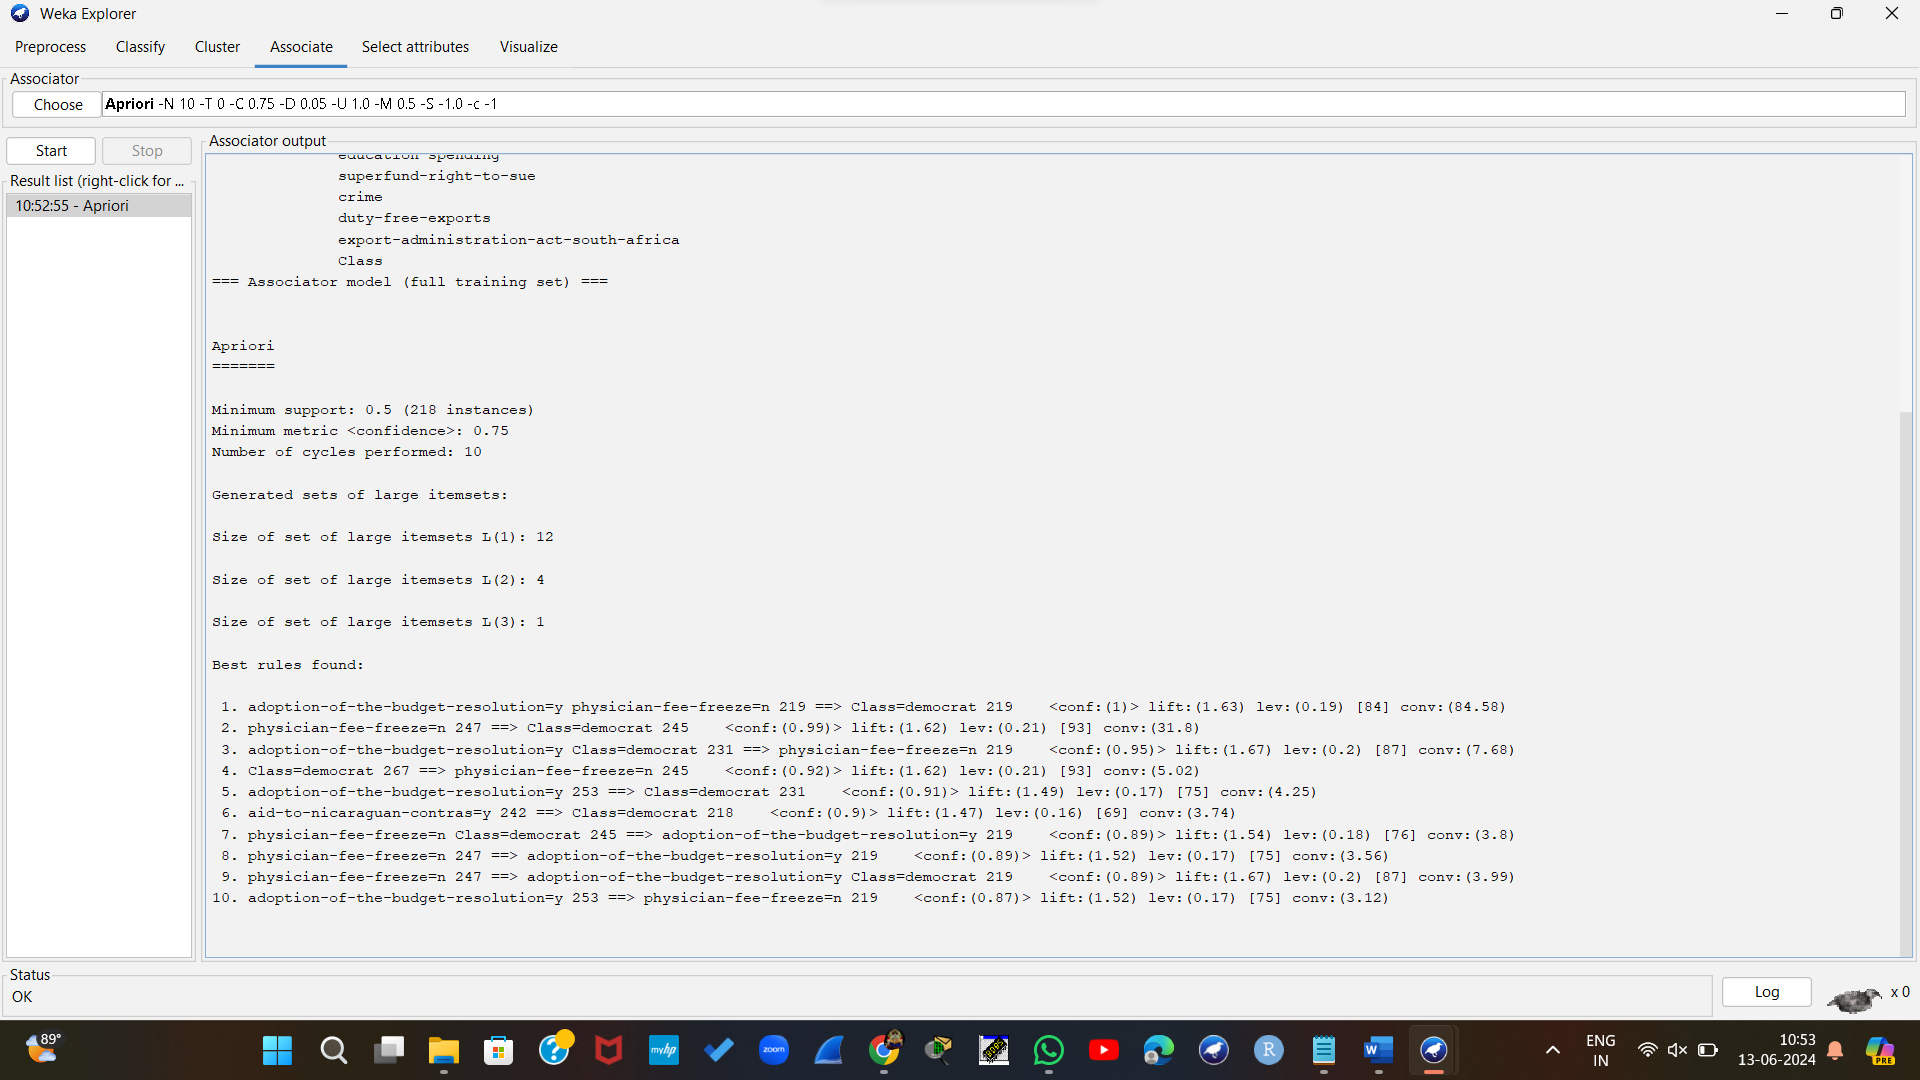 Weka Explorer
Preprocess Classify Cluster Associate Select attributes Visualize
Associator
Choose Apriori -N 10 -T 0 -C 0.75 -D 0.05 -U 1.0 -M 0.5 -S -1.0 -c -1
Start Stop
Associator output
Result list (right-click for ...
10:52:55 - Apriori
education spending
superfund-right-to-sue
crime
duty-free-exports
export-administration-act-south-africa
Class
=== Associator model (full training set) ===
Apriori
=======
Minimum support: 0.5 (218 instances)
Minimum metric <confidence>: 0.75
Number of cycles performed: 10
Generated sets of large itemsets:
Size of set of large itemsets L(1): 12
Size of set of large itemsets L(2): 4
Size of set of large itemsets L(3): 1
Best rules found:
1. adoption-of-the-budget-resolution=y physician-fee-freeze=n 219 ==> Class=democrat 219 <conf:(1)> lift:(1.63) lev:(0.19) [84] conv:(84.58)
2. physician-fee-freeze=n 247 ==> Class=democrat 245 <conf:(0.99)> lift:(1.62) lev:(0.21) [93] conv:(31.8)
3. adoption-of-the-budget-resolution=y Class=democrat 231 ==> physician-fee-freeze=n 219 <conf:(0.95)> lift:(1.67) lev:(0.2) [87] conv:(7.68)
4. Class=democrat 267 ==> physician-fee-freeze=n 245 <conf:(0.92)> lift:(1.62) lev:(0.21) [93] conv:(5.02)
5. adoption-of-the-budget-resolution=y 253 ==> Class=democrat 231 <conf:(0.91)> lift:(1.49) lev:(0.17) [75] conv:(4.25)
6. aid-to-nicaraguan-contras=y 242 ==> Class=democrat 218 <conf:(0.9)> lift:(1.47) lev:(0.16) [69] conv:(3.74)
7. physician-fee-freeze=n Class=democrat 245 ==> adoption-of-the-budget-resolution=y 219 <conf:(0.89)> lift:(1.54) lev:(0.18) [76] conv:(3.8)
8. physician-fee-freeze=n 247 ==> adoption-of-the-budget-resolution=y 219 <conf:(0.89)> lift:(1.52) lev:(0.17) [75] conv:(3.56)
9. physician-fee-freeze=n 247 ==> adoption-of-the-budget-resolution=y Class=democrat 219 <conf:(0.89)> lift:(1.67) lev:(0.2) [87] conv:(3.99)
10. adoption-of-the-budget-resolution=y 253 ==> physician-fee-freeze=n 219 <conf:(0.87)> lift:(1.52) lev:(0.17) [75] conv:(3.12)
Status
OK
Log
x 0
89°
myhp
zoom
R
W
ENG
IN
10:53
13-06-2024
PRE